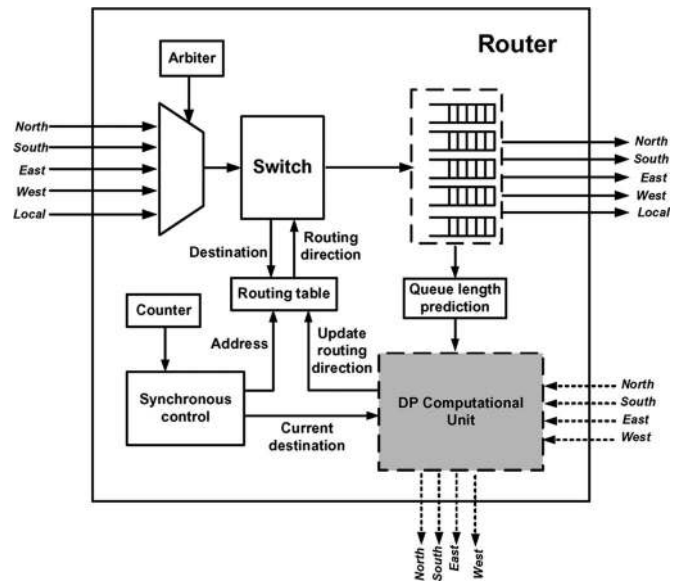 Router
Arbiter
North
South
East
West
Local
Switch
North
South
East
West
Local
Destination
Routing
direction
Routing table
Queue length
prediction
Counter
Address
Update
routing
direction
Synchronous
control
Current
destination
DP Computational
Unit
North
South
East
West
North
South
East
West